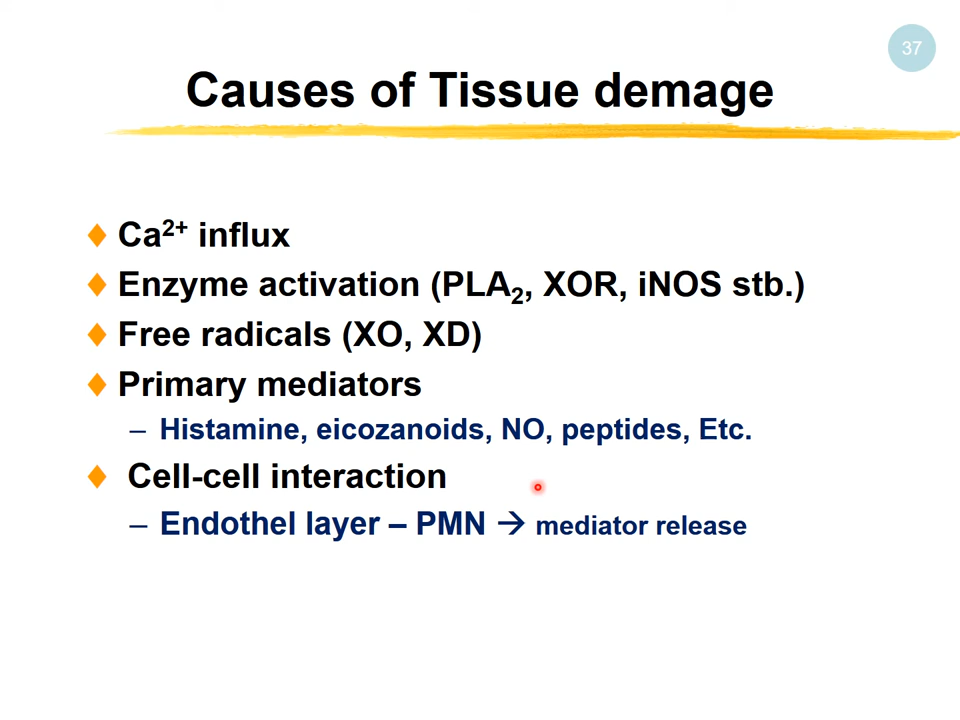 37
Causes of Tissue demage
Ca²⁺ influx
Enzyme activation (PLA₂, XOR, iNOS stb.)
Free radicals (XO, XD)
Primary mediators
– Histamine, eicozanoids, NO, peptides, Etc.
Cell-cell interaction
– Endothel layer – PMN → mediator release